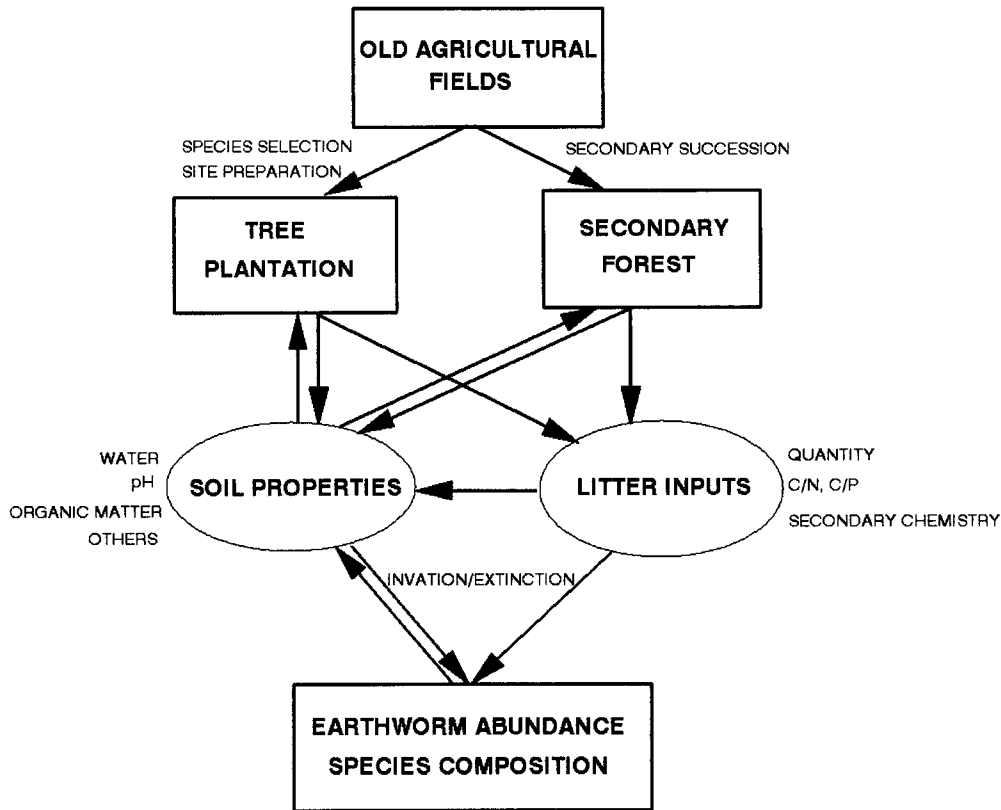 OLD AGRICULTURAL
FIELDS
SPECIES SELECTION
SITE PREPARATION
SECONDARY SUCCESSION
TREE
PLANTATION
SECONDARY
FOREST
WATER
pH
ORGANIC MATTER
OTHERS
SOIL PROPERTIES
LITTER INPUTS
QUANTITY
C/N, C/P
SECONDARY CHEMISTRY
INVATION/EXTINCTION
EARTHWORM ABUNDANCE
SPECIES COMPOSITION